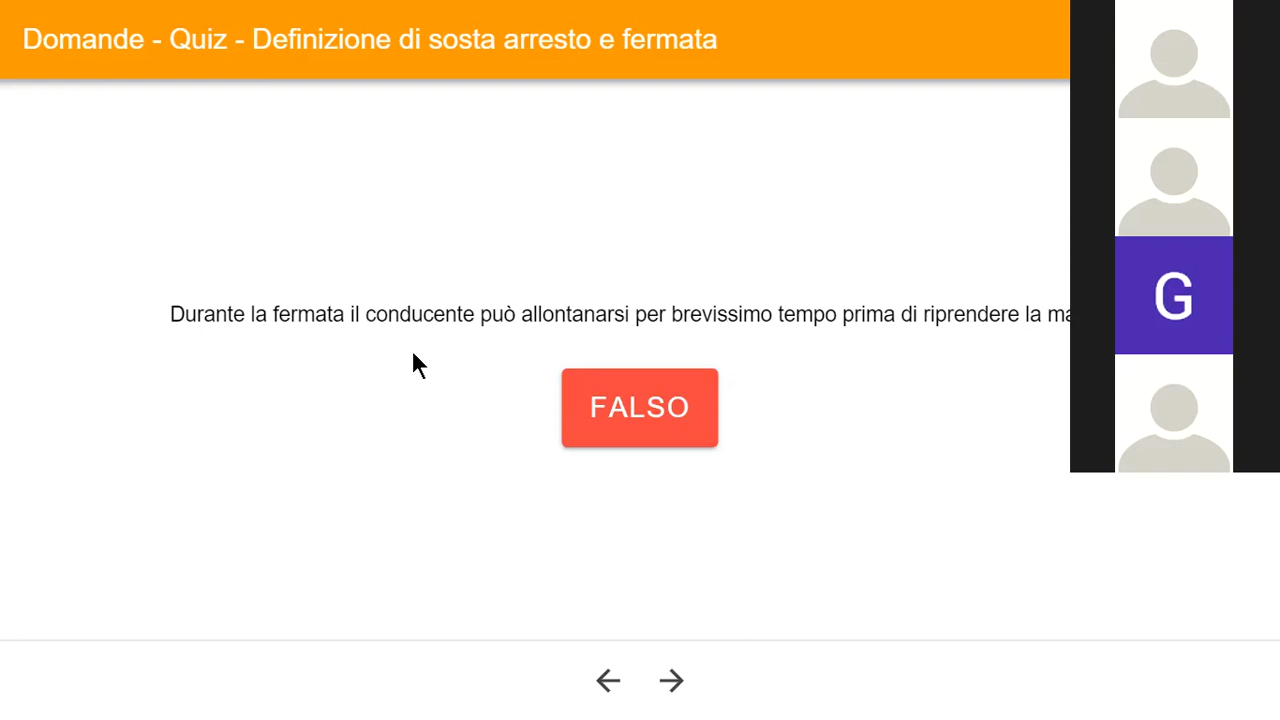 Domande - Quiz - Definizione di sosta arresto e fermata
Durante la fermata il conducente può allontanarsi per brevissimo tempo prima di riprendere la
FALSO
G